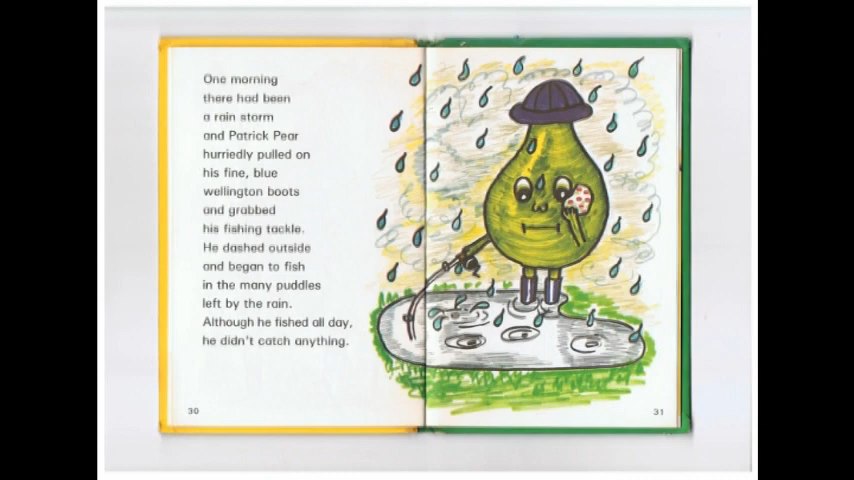 One morning
there had been
a rain storm
and Patrick Pear
hurriedly pulled on
his fine, blue
wellington boots
and grabbed
his fishing tackle.
He dashed outside
and began to fish
in the many puddles
left by the rain.
Although he fished all day,
he didn't catch anything.
30
31